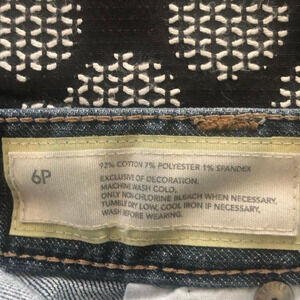 6P
92% COTTON 7% POLYESTER 1% SPANDEX
EXCLUSIVE OF DECORATION.
MACHINE WASH COLD.
ONLY NON-CHLORINE BLEACH WHEN NECESSARY.
TUMBLE DRY LOW, COOL IRON IF NECESSARY.
WASH BEFORE WEARING.